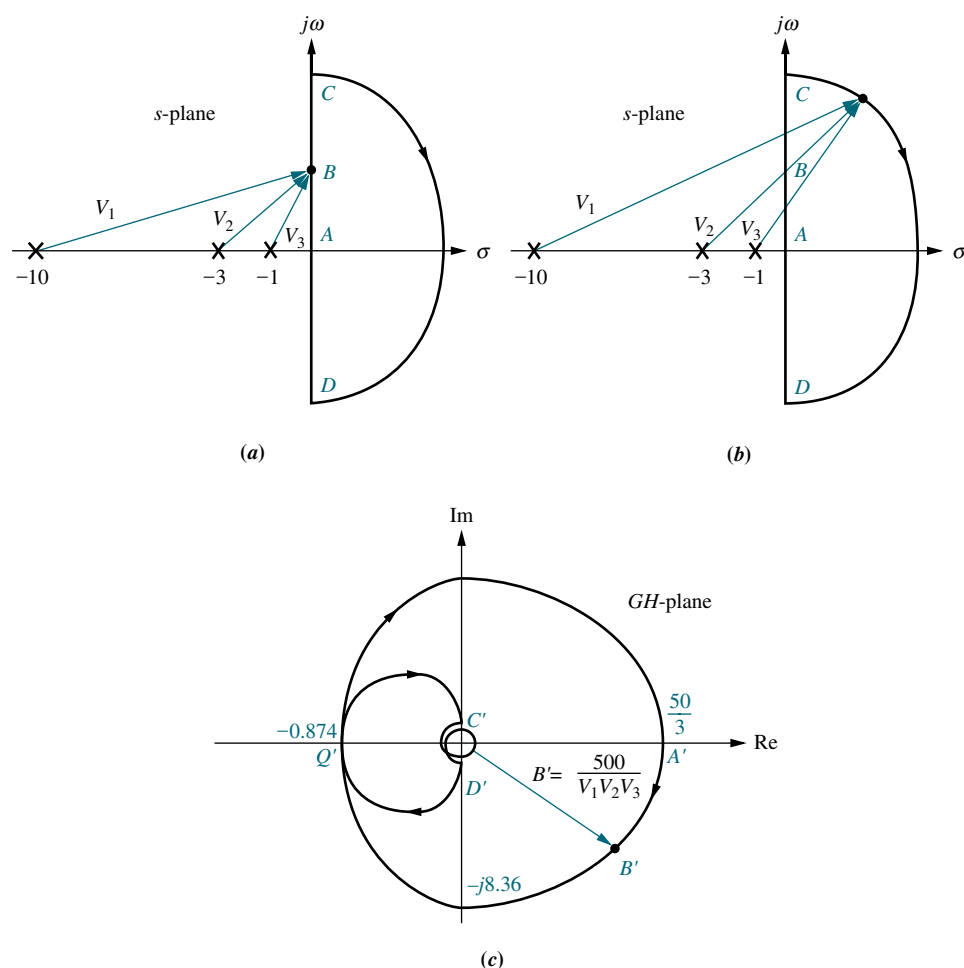 jω
C
s-plane
B
V1
V2
V3
A
σ
−10
−3
−1
D
(a)
jω
C
s-plane
B
V1
V2
V3
A
σ
−10
−3
−1
D
(b)
Im
GH-plane
50
3
−0.874
C′
Re
Q′
A′
B′= 500
V1V2V3
D′
B′
−j8.36
(c)